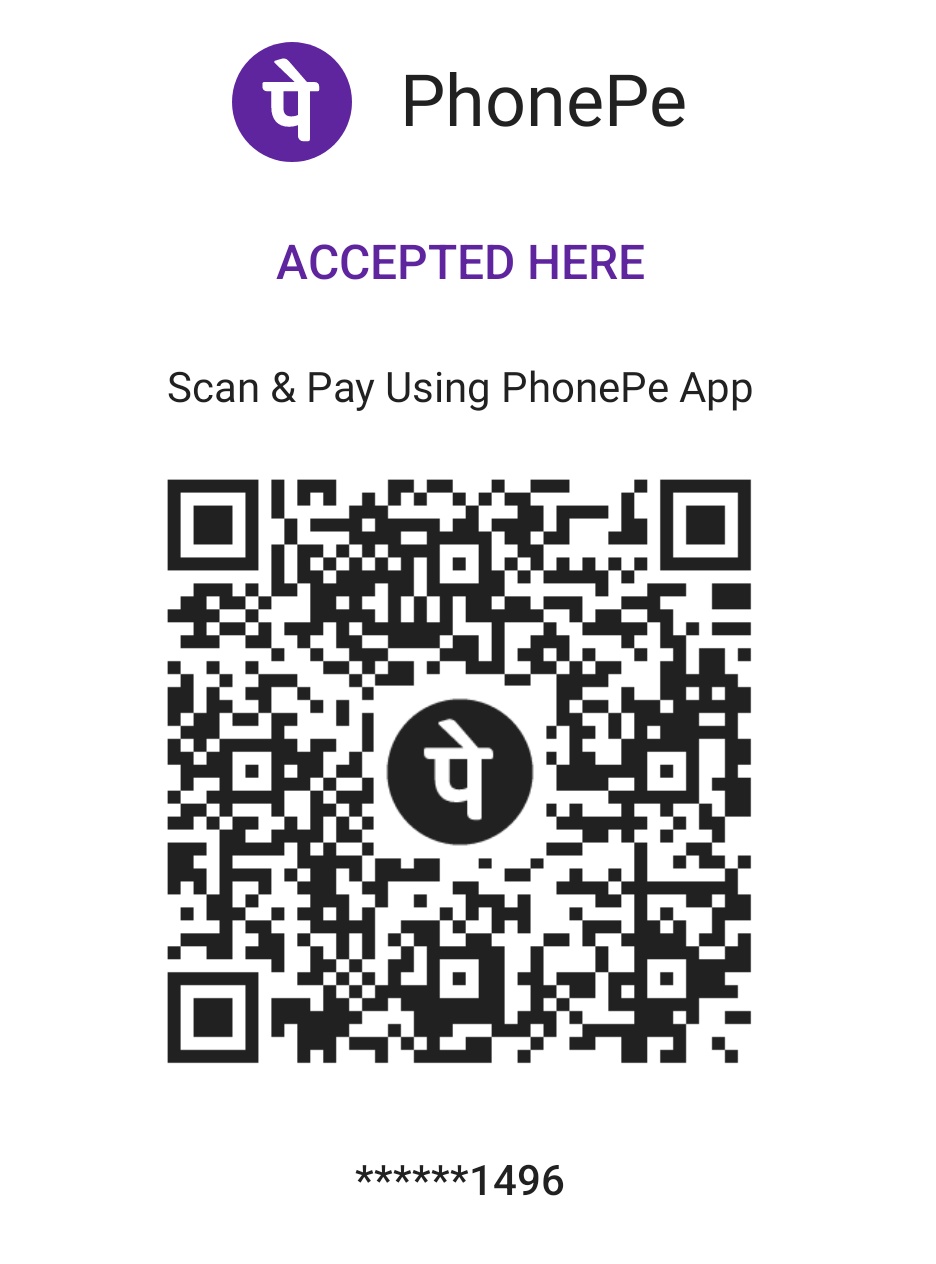 पे PhonePe
ACCEPTED HERE
Scan & Pay Using PhonePe App
पे
******1496